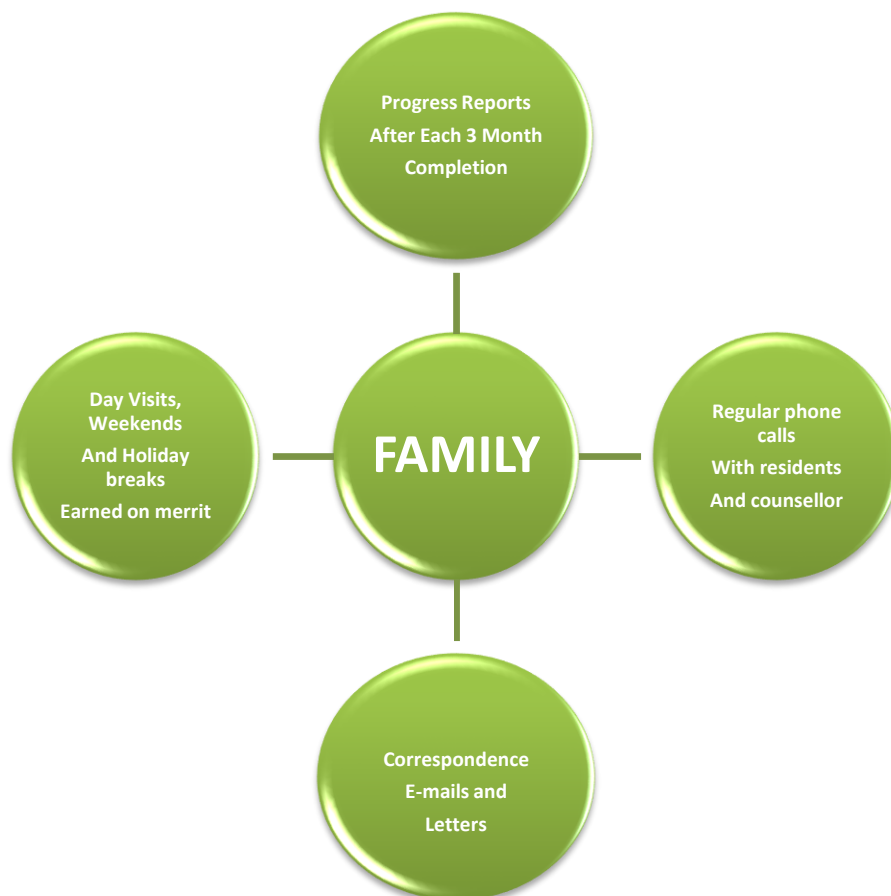 Progress Reports
After Each 3 Month
Completion
Day Visits,
Weekends
And Holiday
breaks
Earned on merrit
FAMILY
Regular phone
calls
With residents
And counsellor
Correspondence
E-mails and
Letters